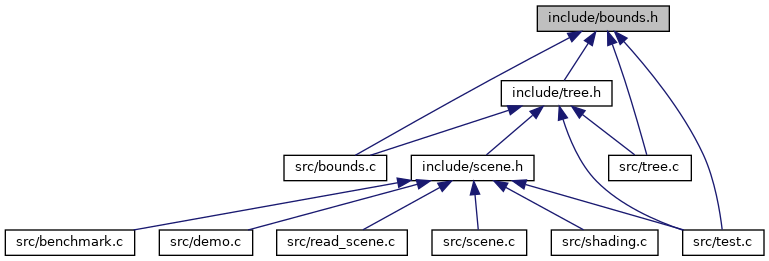 include/bounds.h
include/tree.h
src/bounds.c
include/scene.h
src/tree.c
src/benchmark.c
src/demo.c
src/read_scene.c
src/scene.c
src/shading.c
src/test.c